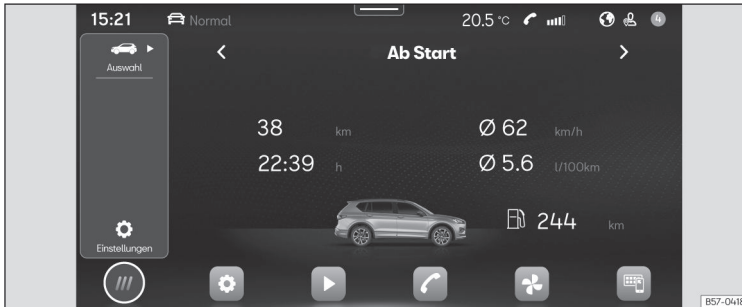 15:21 Normal 20.5 °C 4
Auswahl
Ab Start
38 km Ø 62 km/h
22:39 h Ø 5.6 l/100km
244 km
Einstellungen
B57-0418